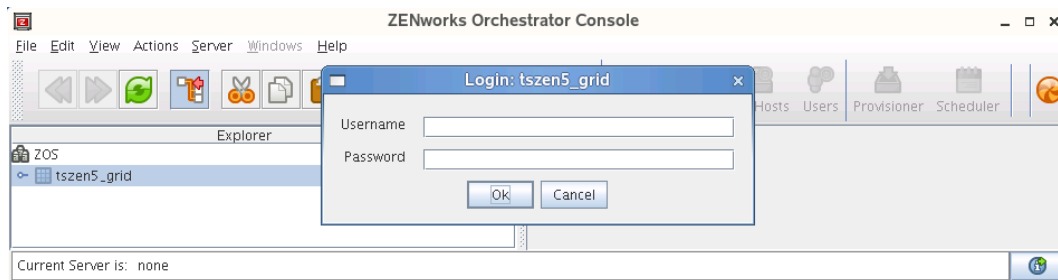 ZENworks Orchestrator Console
File Edit View Actions Server Windows Help
Login: tszen5_grid
Hosts Users Provisioner Scheduler
Username
Explorer
Password
ZOS
tszen5_grid
Ok Cancel
Current Server is: none